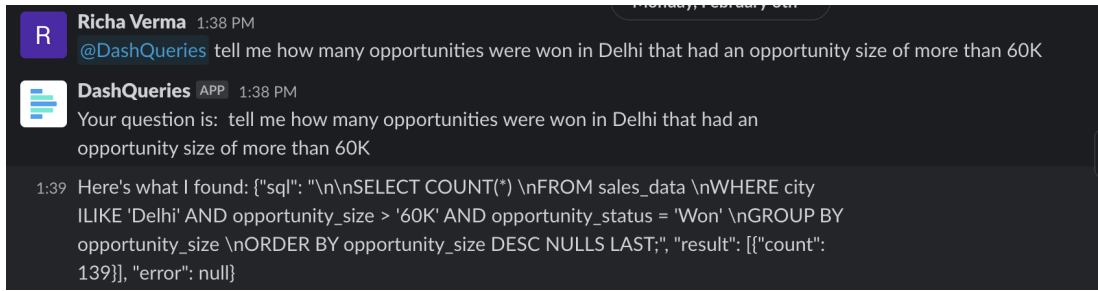 Monday, February 6th
R
Richa Verma 1:38 PM
@DashQueries tell me how many opportunities were won in Delhi that had an opportunity size of more than 60K
DashQueries APP 1:38 PM
Your question is: tell me how many opportunities were won in Delhi that had an
opportunity size of more than 60K
1:39 Here's what I found: {"sql": "\n\nSELECT COUNT(*) \nFROM sales_data \nWHERE city
ILIKE 'Delhi' AND opportunity_size > '60K' AND opportunity_status = 'Won' \nGROUP BY
opportunity_size \nORDER BY opportunity_size DESC NULLS LAST;", "result": [{"count":
139}], "error": null}